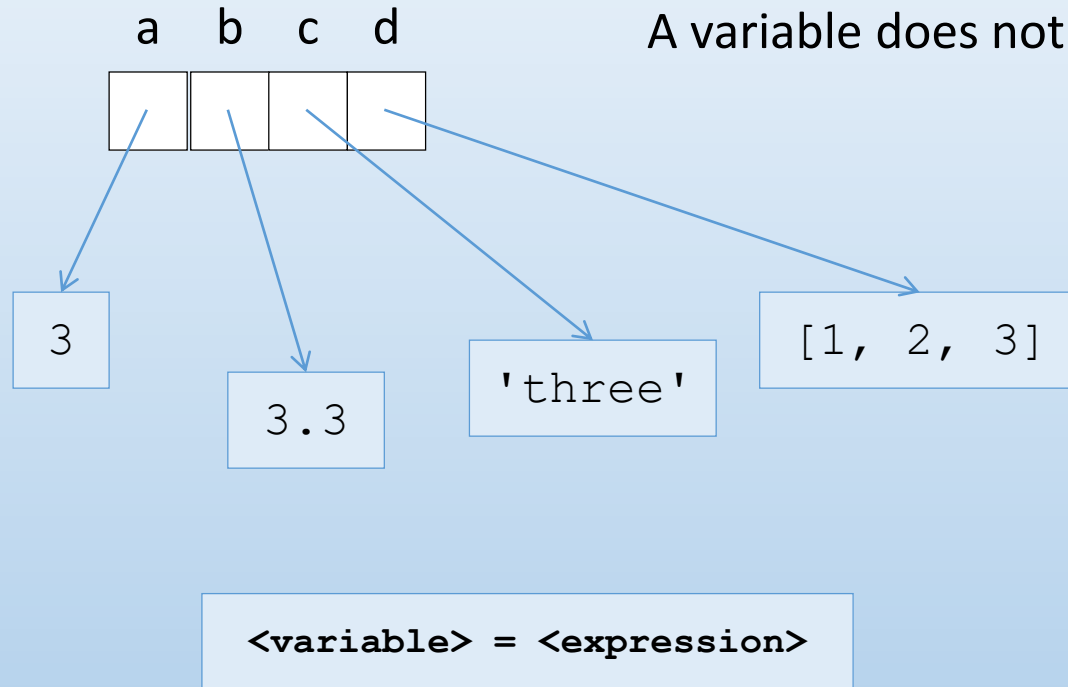 a b c d
A variable does not
3
3.3
'three'
[1, 2, 3]
<variable> = <expression>